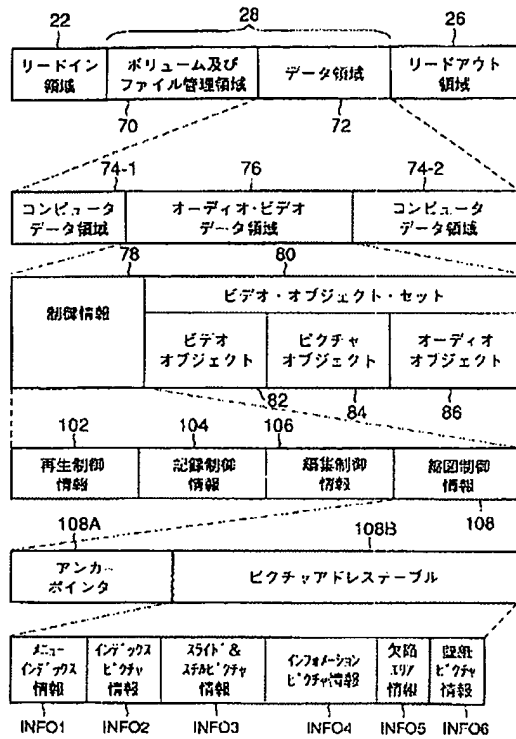 22
28
26
リードイン
領域
ボリューム及び
ファイル管理領域
データ領域
リードアウト
領域
70
72
74-1
76
74-2
コンピュータ
データ領域
オーディオ・ビデオ
データ領域
コンピュータ
データ領域
78
80
制御情報
ビデオ・オブジェクト・セット
ビデオ
オブジェクト
ピクチャ
オブジェクト
オーディオ
オブジェクト
82
84
86
102
104
106
再生制御
情報
記録制御
情報
編集制御
情報
縮図制御
情報
108
108A
108B
アンカー
ポインタ
ピクチャアドレステーブル
メニュー
インデックス
情報
インデックス
ピクチャ
情報
スライド&
スチルピクチャ
情報
インフォメーション
ピクチャ情報
欠陥
エリア
情報
壁紙
ピクチャ
情報
INFO1
INFO2
INFO3
INFO4
INFO5
INFO6